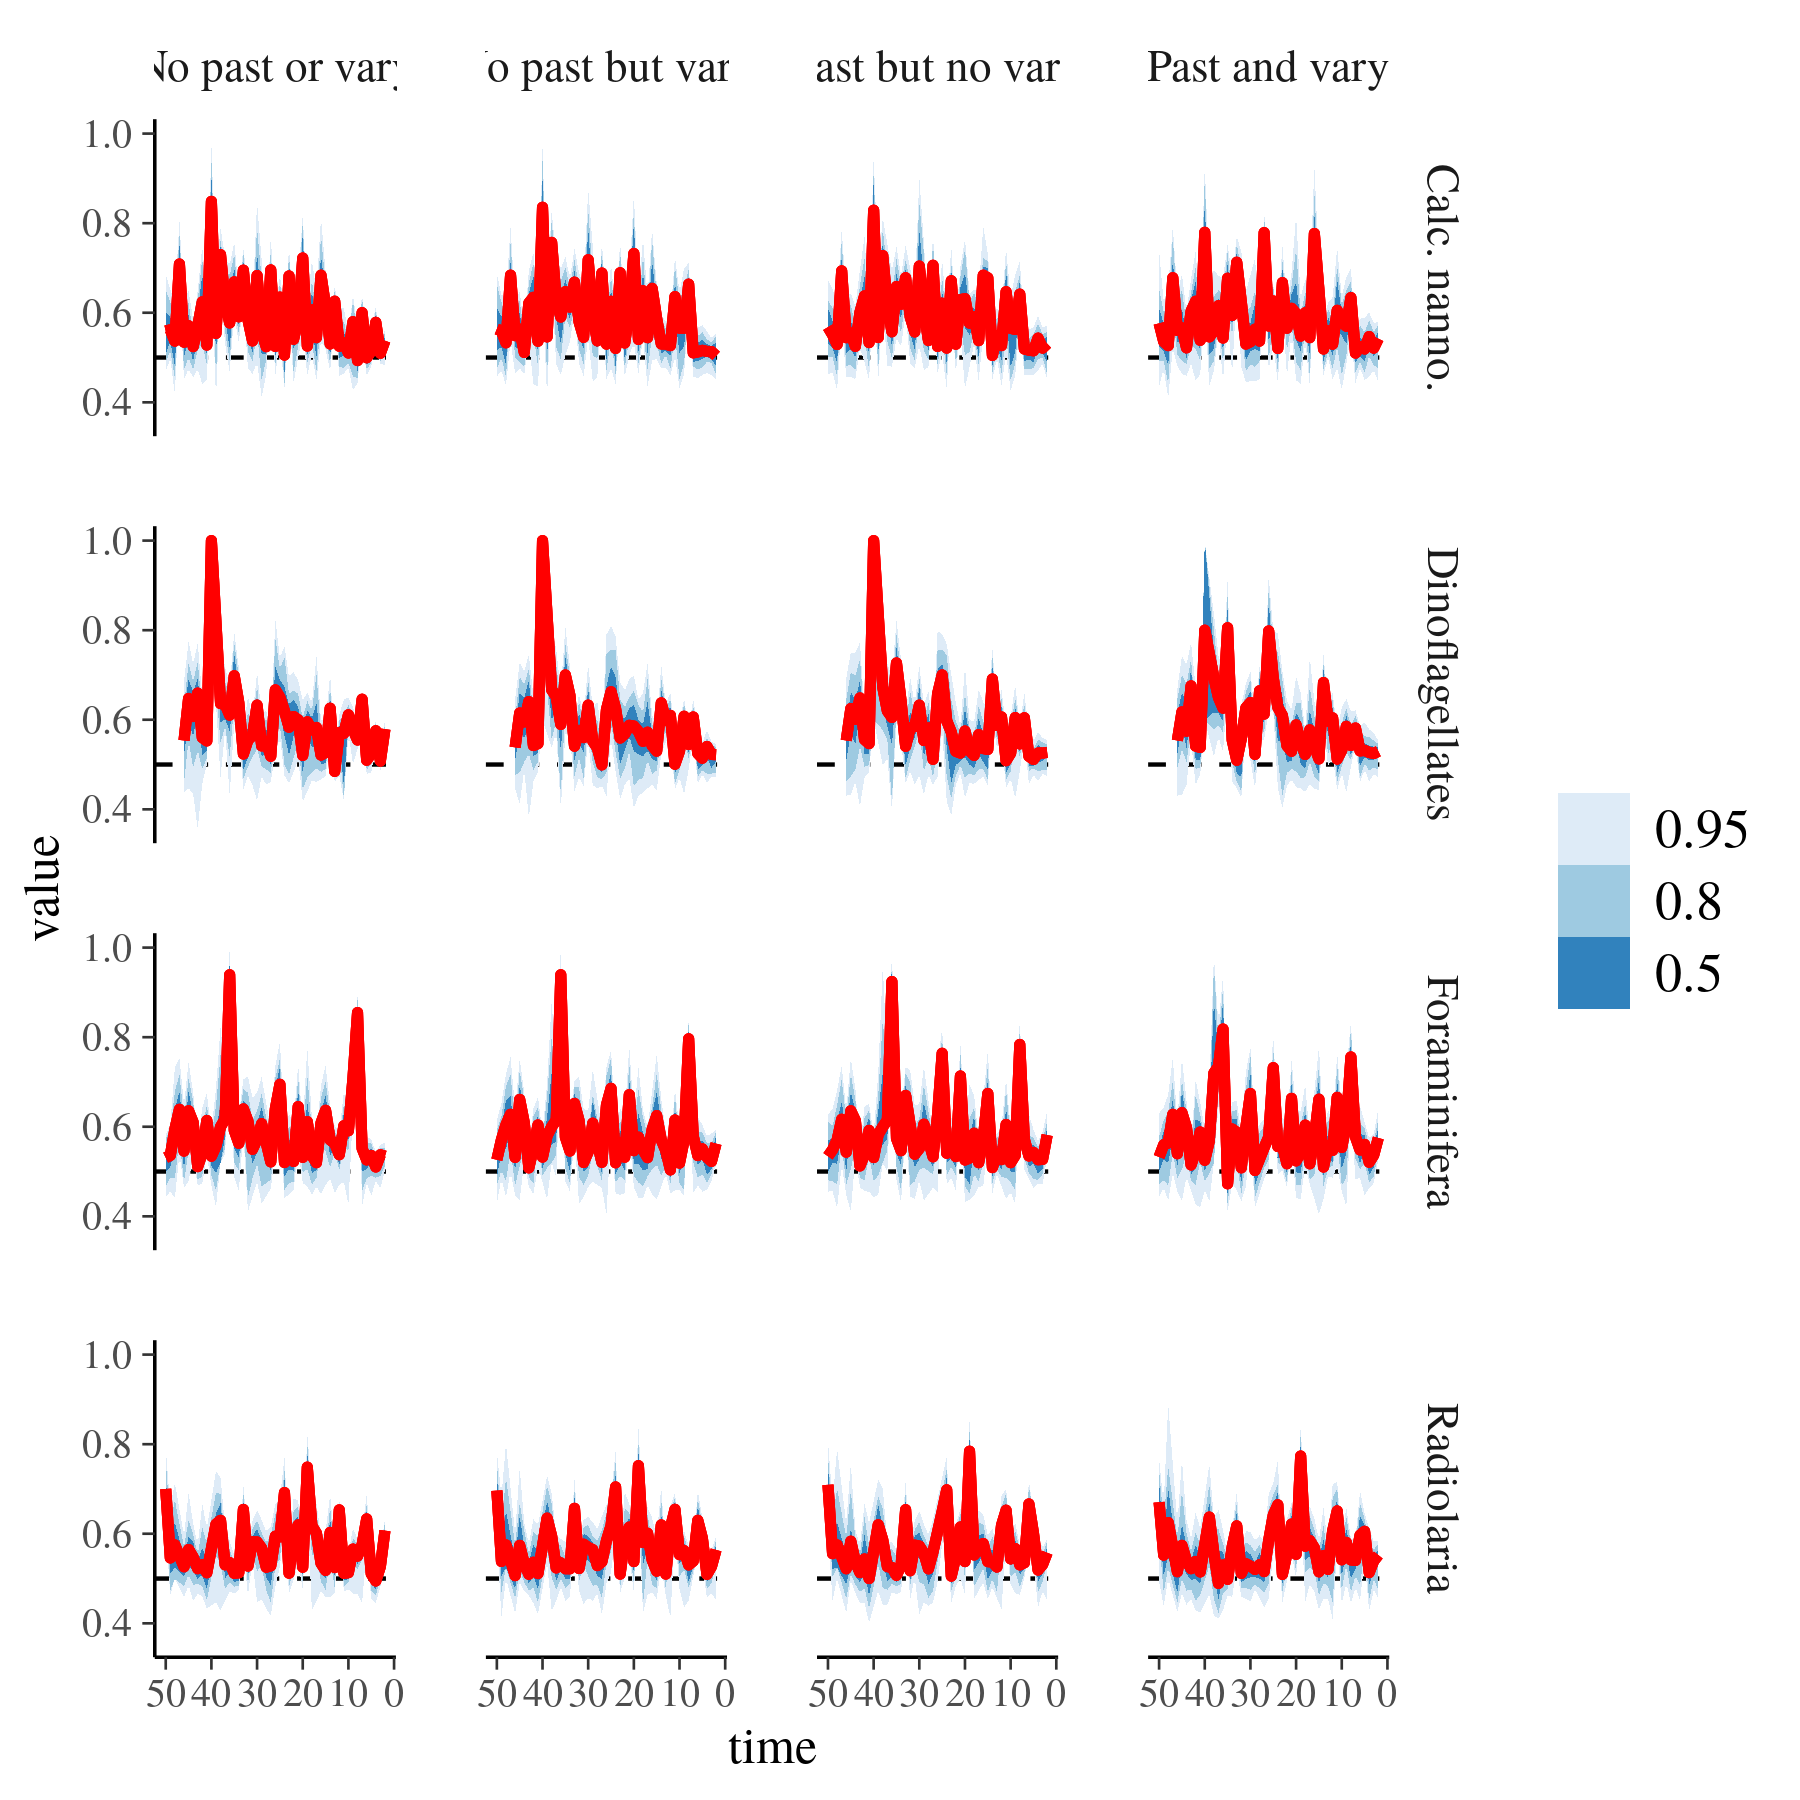 No past or vary
o past but var
ast but no var
Past and vary
1.0
0.8
0.6
0.4
Calc. nanno.
1.0
0.8
0.6
0.4
Dinoflagellates
value
0.95
0.8
0.5
1.0
0.8
0.6
0.4
Foraminifera
1.0
0.8
0.6
0.4
Radiolaria
50 40 30 20 10 0
50 40 30 20 10 0
50 40 30 20 10 0
50 40 30 20 10 0
time